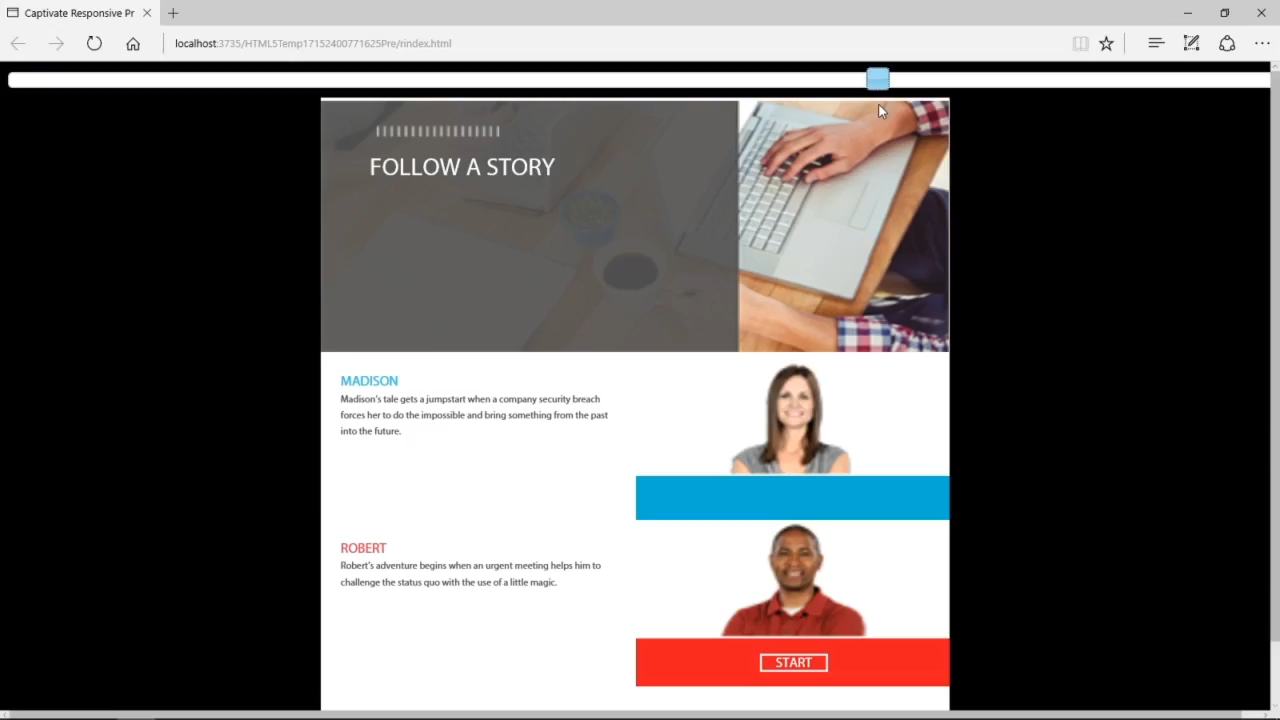 Captivate Responsive Pr
localhost:3735/HTML5Temp17152400771625Pre/rindex.html
FOLLOW A STORY
MADISON
Madison's tale gets a jumpstart when a company security breach
forces her to do the impossible and bring something from the past
into the future.
ROBERT
Robert's adventure begins when an urgent meeting helps him to
challenge the status quo with the use of a little magic.
START